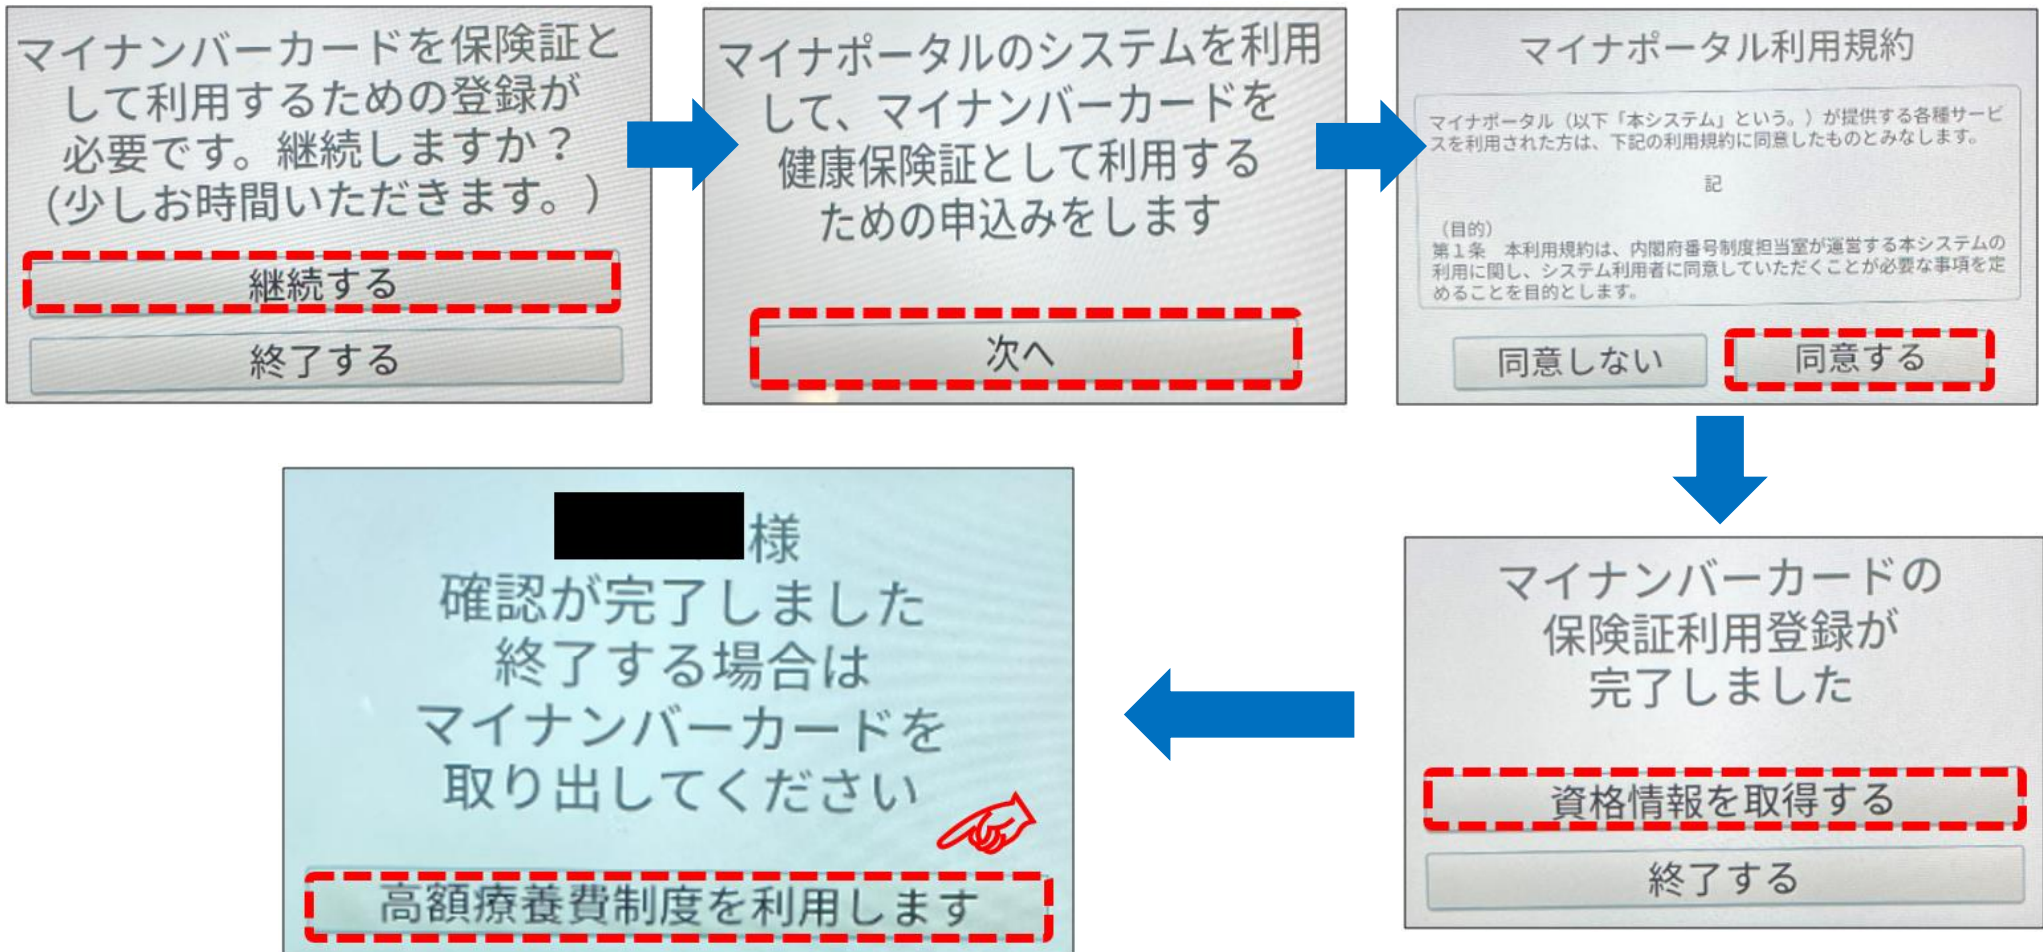 マイナンバーカードを保険証と
して利用するための登録が
必要です。継続しますか？
（少しお時間いただきます。）
継続する
終了する
マイナポータルのシステムを利用
して、マイナンバーカードを
健康保険証として利用する
ための申込みをします
次へ
マイナポータル利用規約
マイナポータル（以下「本システム」という。）が提供する各種サービ
スを利用された方は、下記の利用規約に同意したものとみなします。
記
（目的）
第１条　本利用規約は、内閣府番号制度担当室が運営する本システムの
利用に関し、システム利用者に同意していただくことが必要な事項を定
めることを目的とします。
同意しない
同意する
マイナンバーカードの
保険証利用登録が
完了しました
資格情報を取得する
終了する
様
確認が完了しました
終了する場合は
マイナンバーカードを
取り出してください
高額療養費制度を利用します